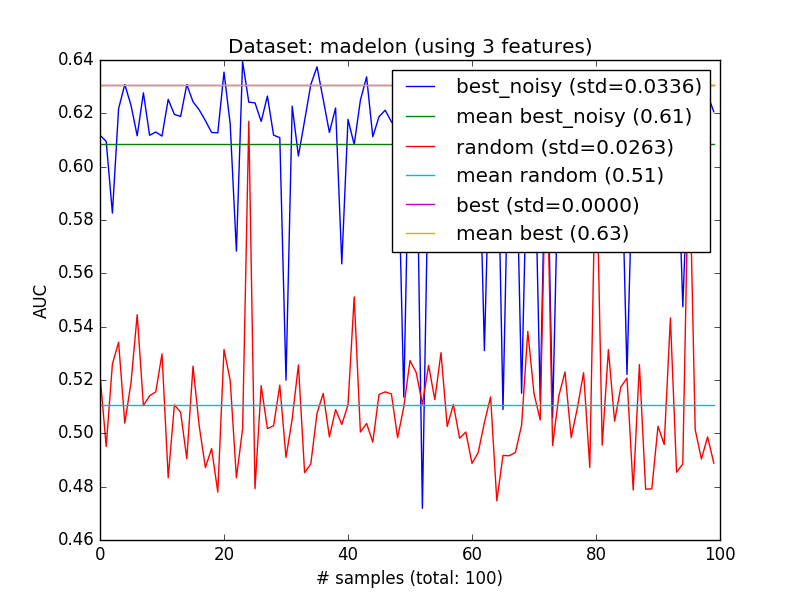 Dataset: madelon (using 3 features)
0.64
0.62
0.60
0.58
0.56
0.54
0.52
0.50
0.48
0.46
AUC
best_noisy (std=0.0336)
mean best_noisy (0.61)
random (std=0.0263)
mean random (0.51)
best (std=0.0000)
mean best (0.63)
0 20 40 60 80 100
# samples (total: 100)